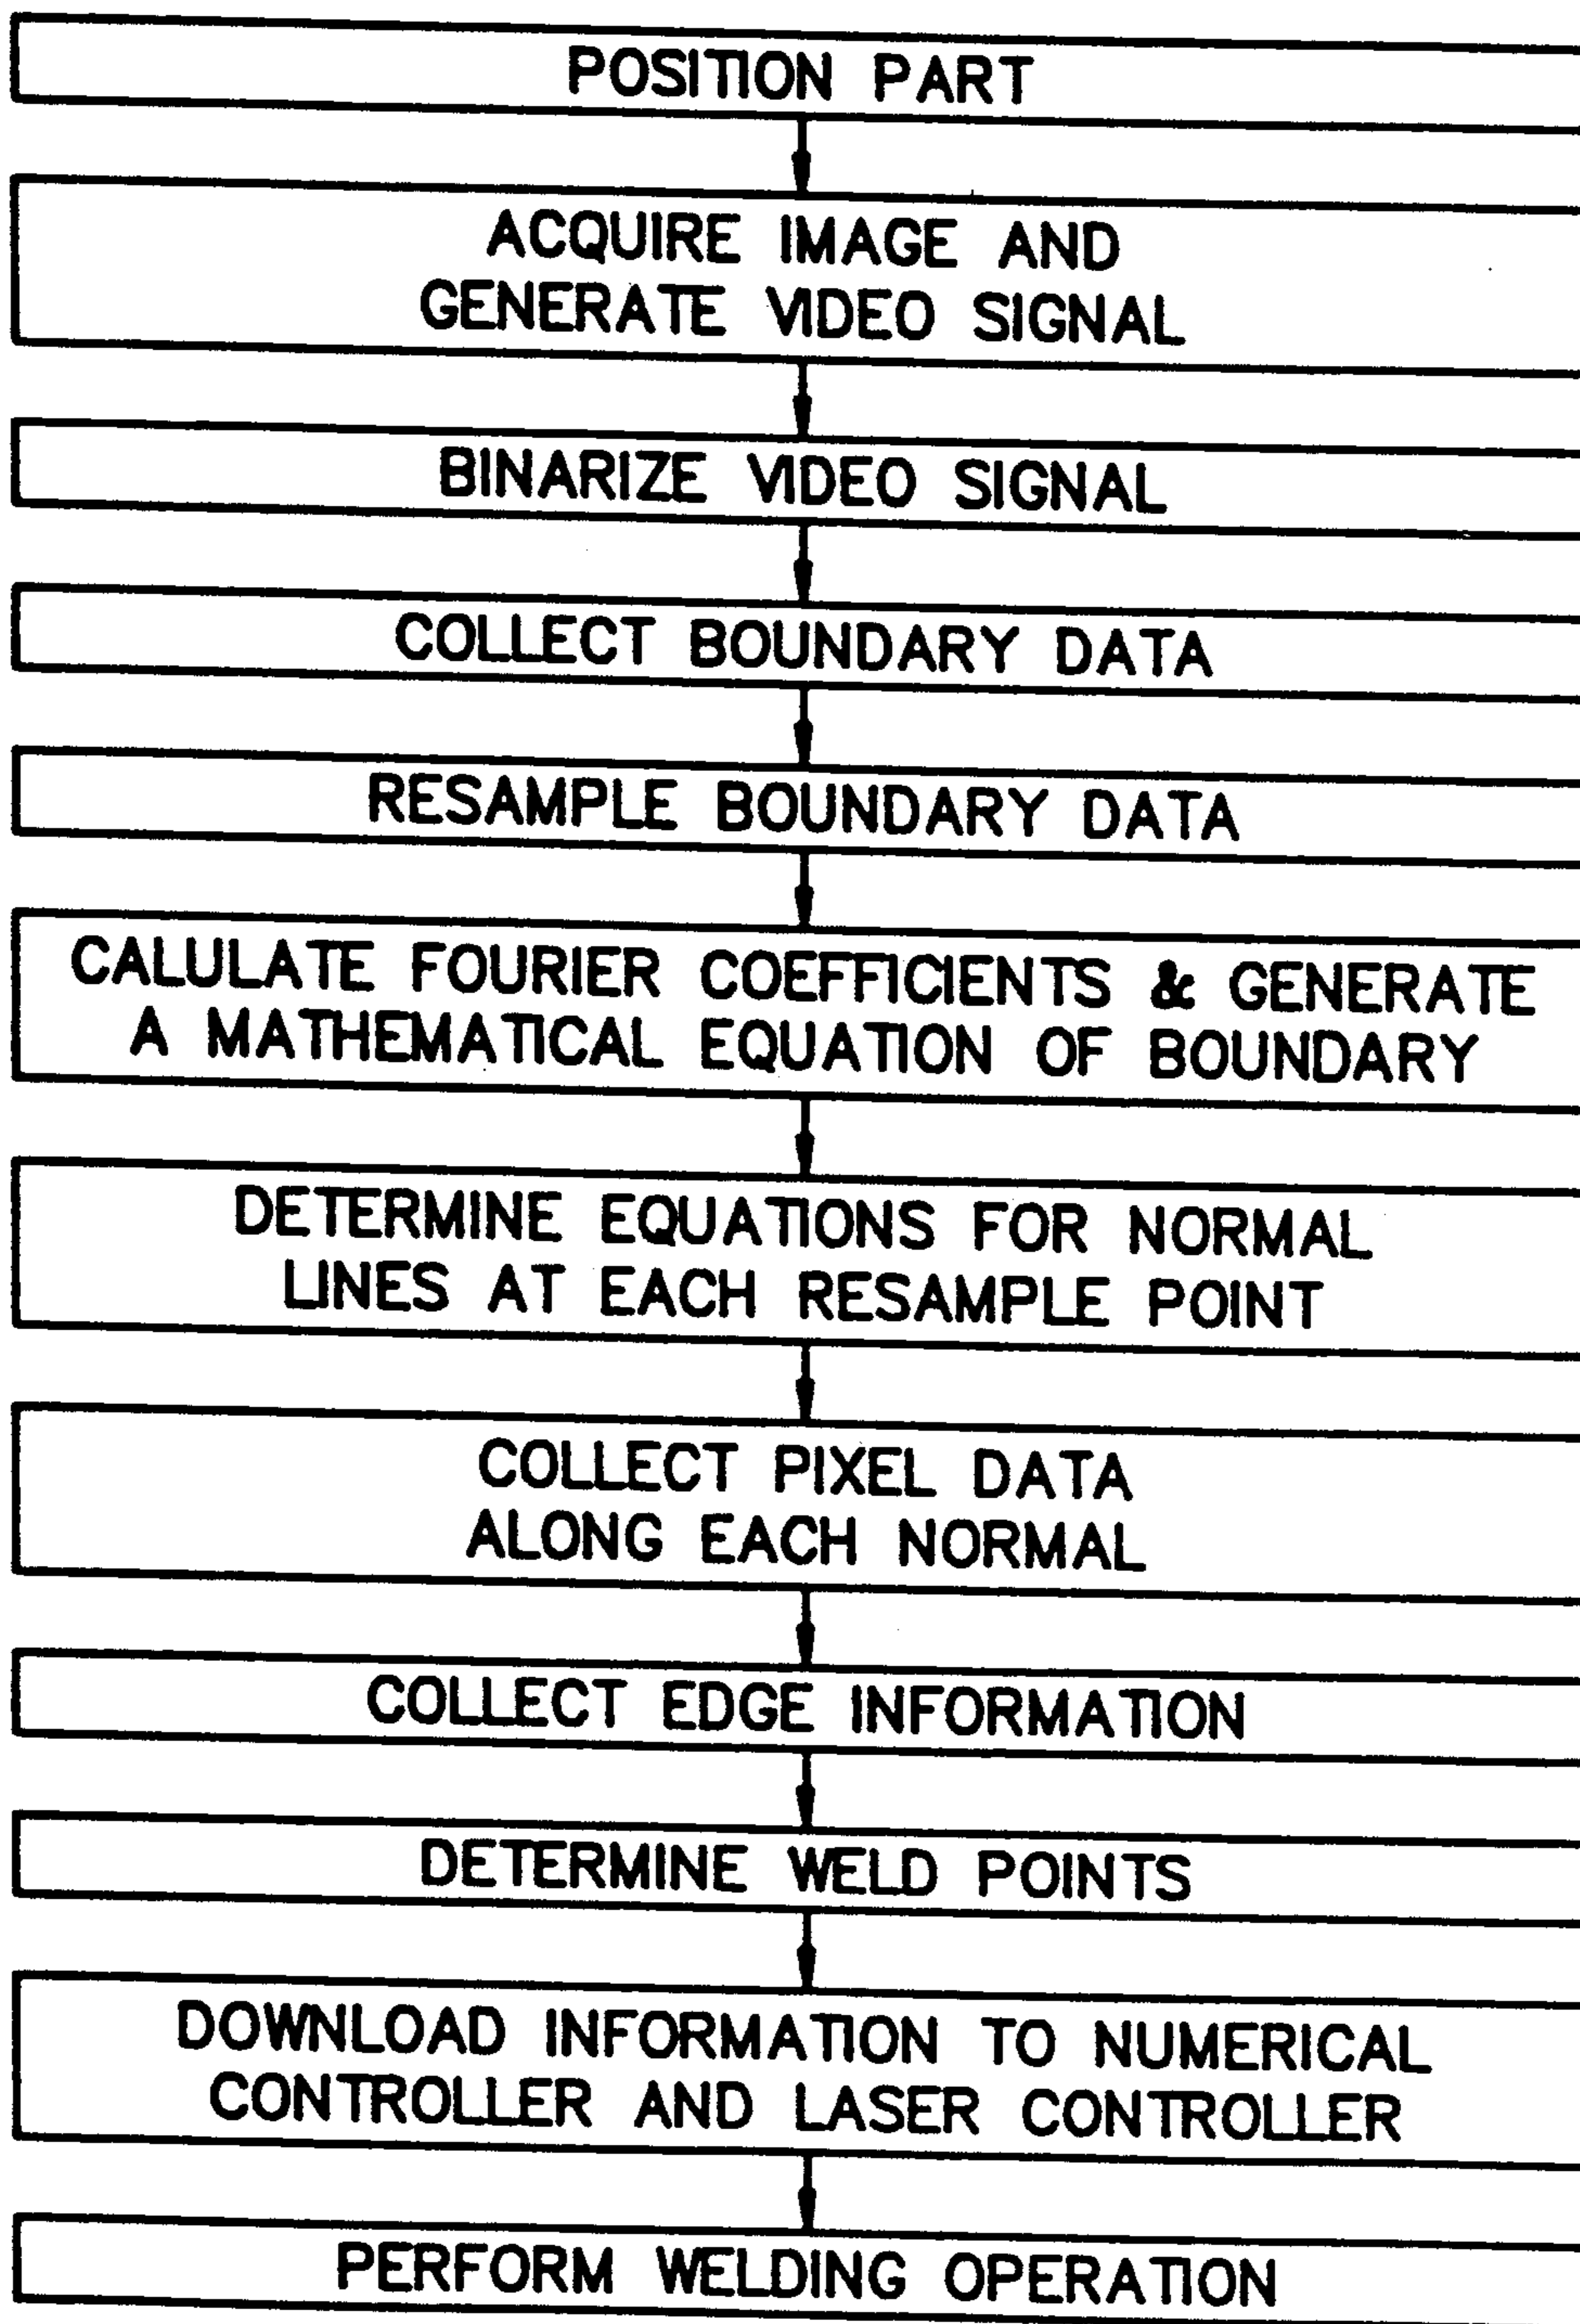 POSITION PART
ACQUIRE IMAGE AND
GENERATE VIDEO SIGNAL
BINARIZE VIDEO SIGNAL
COLLECT BOUNDARY DATA
RESAMPLE BOUNDARY DATA
CALULATE FOURIER COEFFICIENTS & GENERATE
A MATHEMATICAL EQUATION OF BOUNDARY
DETERMINE EQUATIONS FOR NORMAL
LINES AT EACH RESAMPLE POINT
COLLECT PIXEL DATA
ALONG EACH NORMAL
COLLECT EDGE INFORMATION
DETERMINE WELD POINTS
DOWNLOAD INFORMATION TO NUMERICAL
CONTROLLER AND LASER CONTROLLER
PERFORM WELDING OPERATION